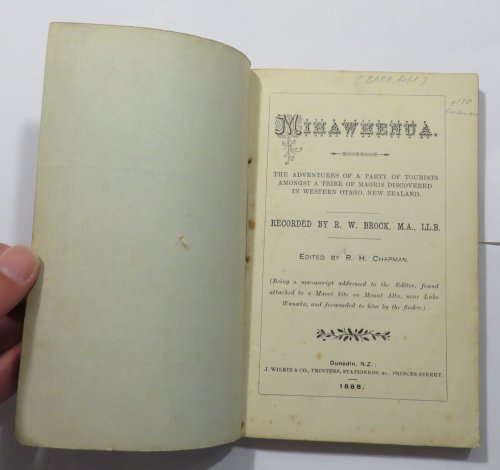 MIHAWHENUA.
THE ADVENTURES OF A PARTY OF TOURISTS
AMONGST A TRIBE OF MAORIS DISCOVERED
IN WESTERN OTAGO, NEW ZEALAND.
RECORDED BY R. W. BROCK, M.A., LL.B.
EDITED BY R. H. CHAPMAN.
(Being a manuscript addressed to the Editor, found
attached to a Maori kite on Mount Alta, near Lake
Wanaka, and forwarded to him by the finder.)
Dunedin, N.Z.:
J. WILKIE & CO., PRINTERS, STATIONERS, &c., PRINCES STREET.
1888.